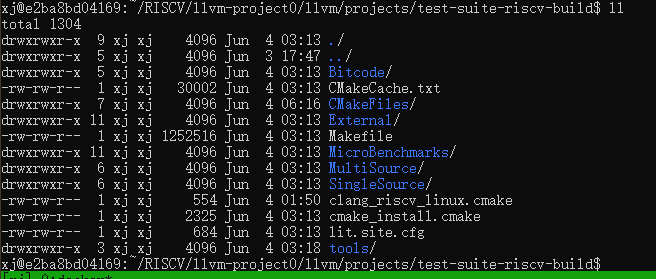 xj@e2ba8bd04169:~/RISCV/llvm-project0/llvm/projects/test-suite-riscv-build$ ll
total 1304
drwxrwxr-x 9 xj xj 4096 Jun 4 03:13 ./
drwxrwxr-x 5 xj xj 4096 Jun 3 17:47 ../
drwxrwxr-x 5 xj xj 4096 Jun 4 03:13 Bitcode/
-rw-rw-r-- 1 xj xj 30002 Jun 4 03:13 CMakeCache.txt
drwxrwxr-x 7 xj xj 4096 Jun 4 06:16 CMakeFiles/
drwxrwxr-x 11 xj xj 4096 Jun 4 03:13 External/
-rw-rw-r-- 1 xj xj 1252516 Jun 4 03:13 Makefile
drwxrwxr-x 11 xj xj 4096 Jun 4 03:13 MicroBenchmarks/
drwxrwxr-x 6 xj xj 4096 Jun 4 03:13 MultiSource/
drwxrwxr-x 6 xj xj 4096 Jun 4 03:13 SingleSource/
-rw-rw-r-- 1 xj xj 554 Jun 4 01:50 clang_riscv_linux.cmake
-rw-rw-r-- 1 xj xj 2325 Jun 4 03:13 cmake_install.cmake
-rw-rw-r-- 1 xj xj 684 Jun 4 03:13 lit.site.cfg
drwxrwxr-x 3 xj xj 4096 Jun 4 03:18 tools/
xj@e2ba8bd04169:~/RISCV/llvm-project0/llvm/projects/test-suite-riscv-build$